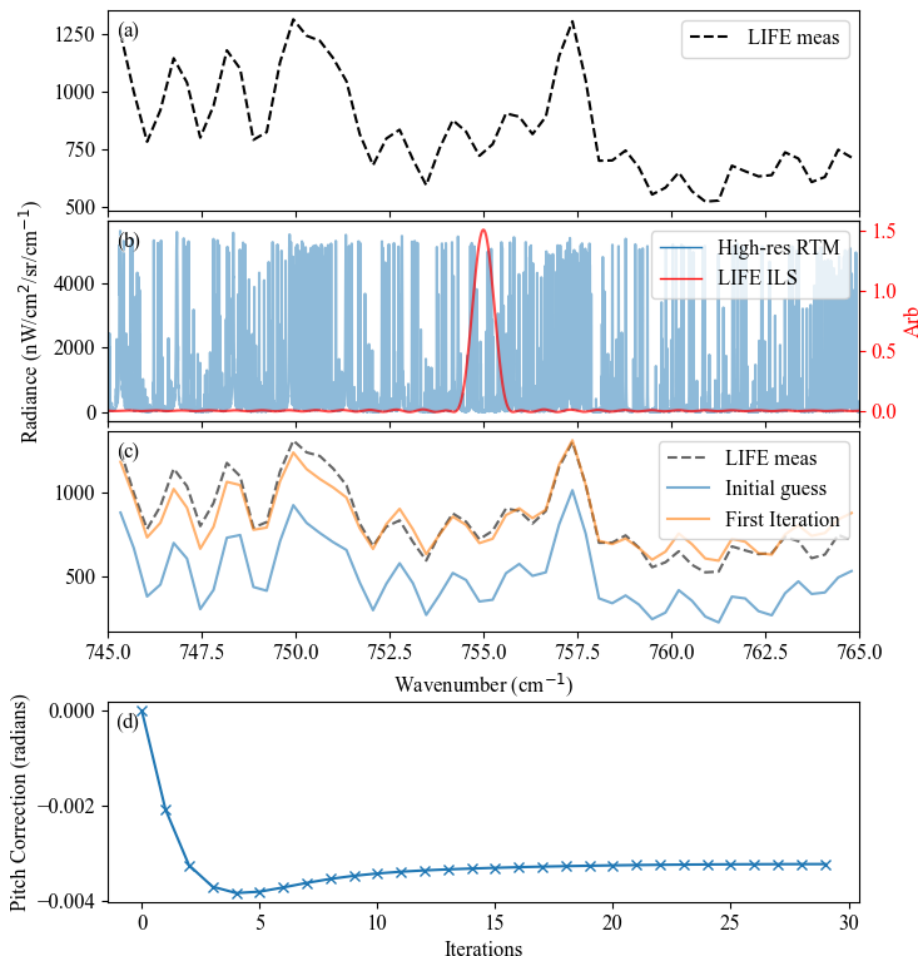 (a)
LIFE meas
1250
1000
750
500
(b)
High-res RTM
LIFE ILS
4000
2000
0
1.5
1.0
0.5
0.0
Arb
Radiance (nW/cm²/sr/cm⁻¹)
(c)
LIFE meas
Initial guess
First Iteration
1000
500
745.0 747.5 750.0 752.5 755.0 757.5 760.0 762.5 765.0
Wavenumber (cm⁻¹)
(d)
0.000
−0.002
−0.004
Pitch Correction (radians)
0 5 10 15 20 25 30
Iterations